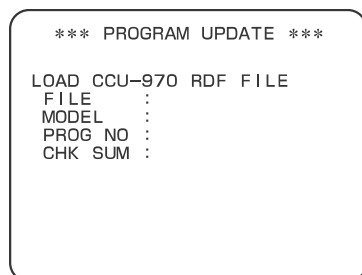 *** PROGRAM UPDATE ***
LOAD CCU-970 RDF FILE
FILE :
MODEL :
PROG NO :
CHK SUM :